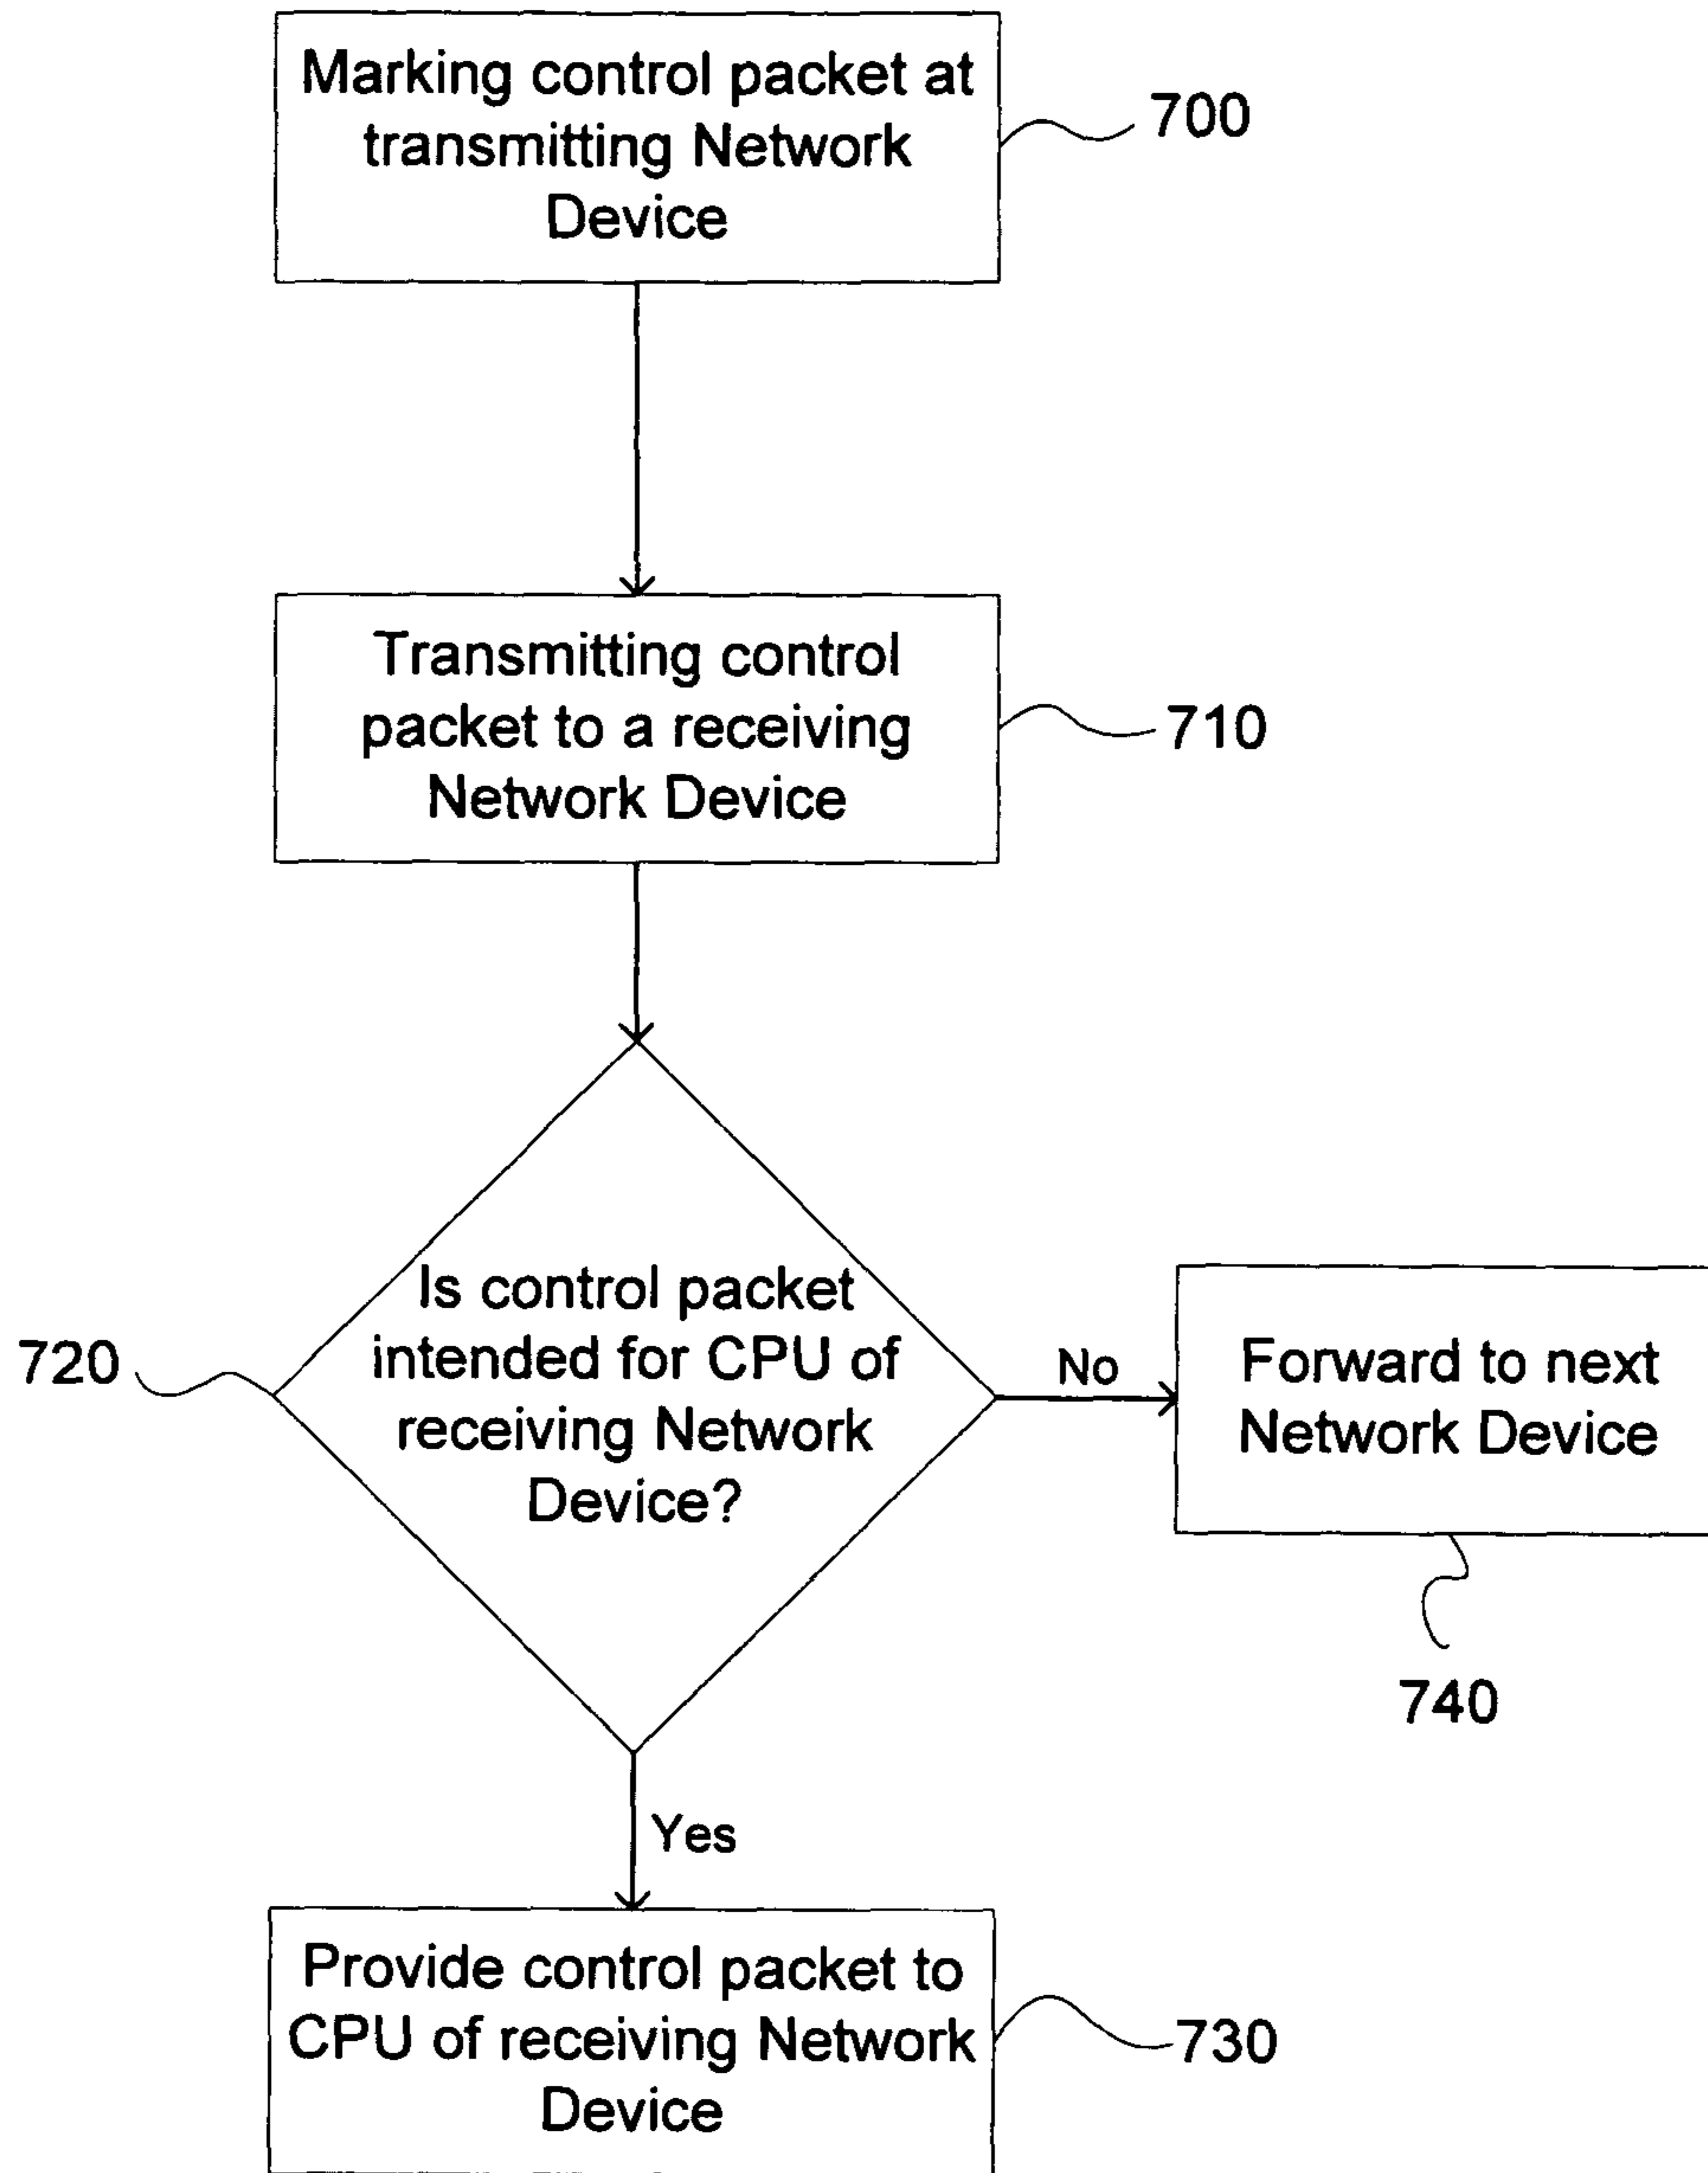 Marking control packet at
transmitting Network
Device
700
Transmitting control
packet to a receiving
Network Device
710
Is control packet
intended for CPU of
receiving Network
Device?
720
No
Forward to next
Network Device
740
Yes
Provide control packet to
CPU of receiving Network
Device
730